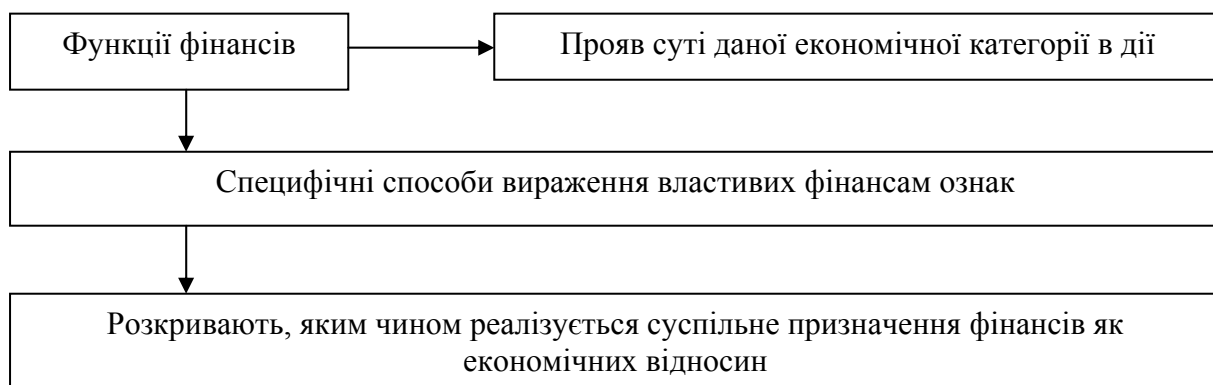 Функції фінансів
Прояв суті даної економічної категорії в дії
Специфічні способи вираження властивих фінансам ознак
Розкривають, яким чином реалізується суспільне призначення фінансів як
економічних відносин